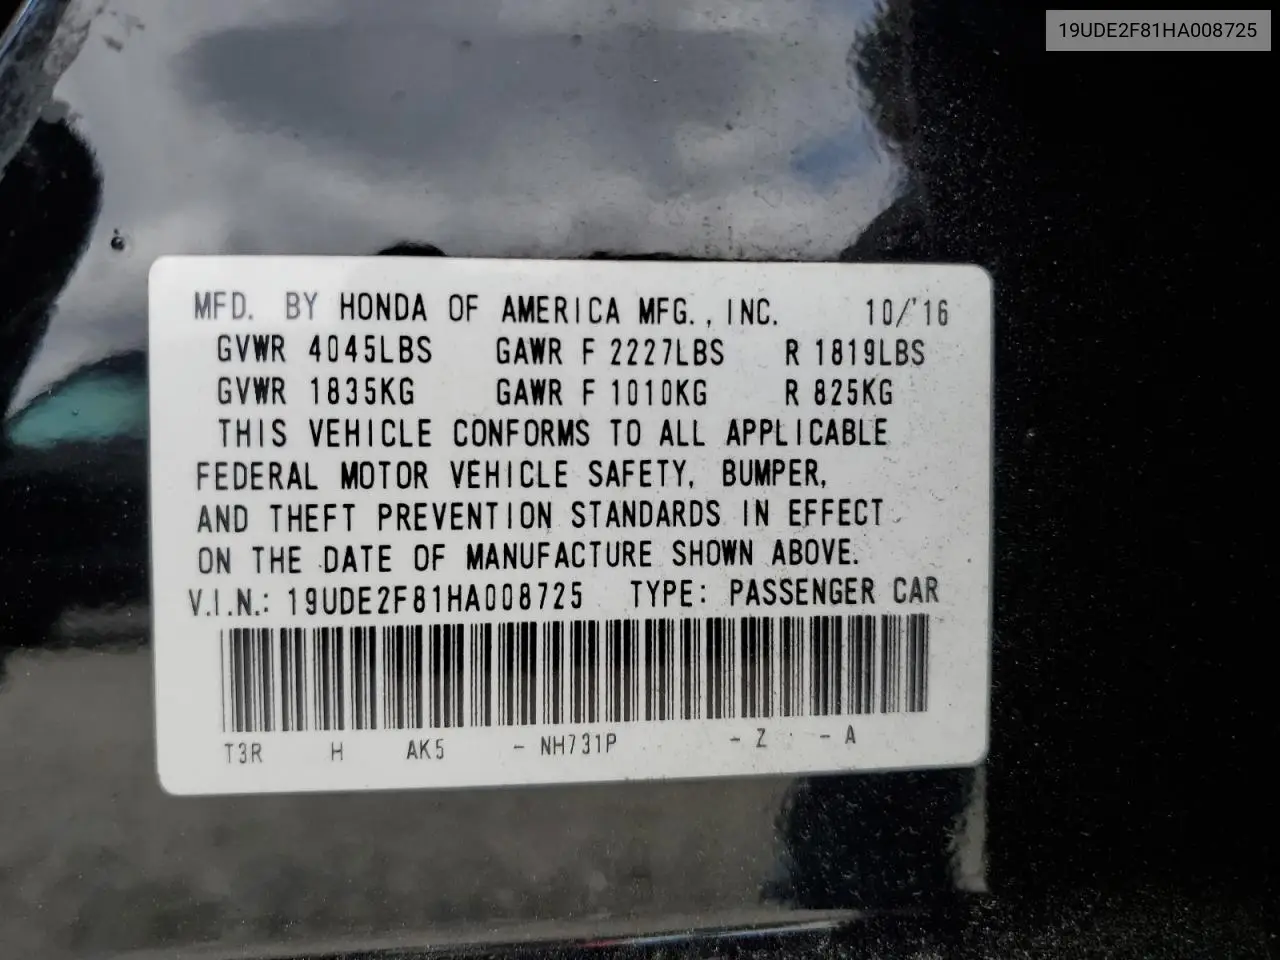 19UDE2F81HA008725
MFD. BY HONDA OF AMERICA MFG., INC. 10/'16
GVWR 4045LBS GAWR F 2227LBS R 1819LBS
GVWR 1835KG GAWR F 1010KG R 825KG
THIS VEHICLE CONFORMS TO ALL APPLICABLE
FEDERAL MOTOR VEHICLE SAFETY, BUMPER,
AND THEFT PREVENTION STANDARDS IN EFFECT
ON THE DATE OF MANUFACTURE SHOWN ABOVE.
V.I.N.: 19UDE2F81HA008725 TYPE: PASSENGER CAR
T3R H AK5 - NH731P - Z - A